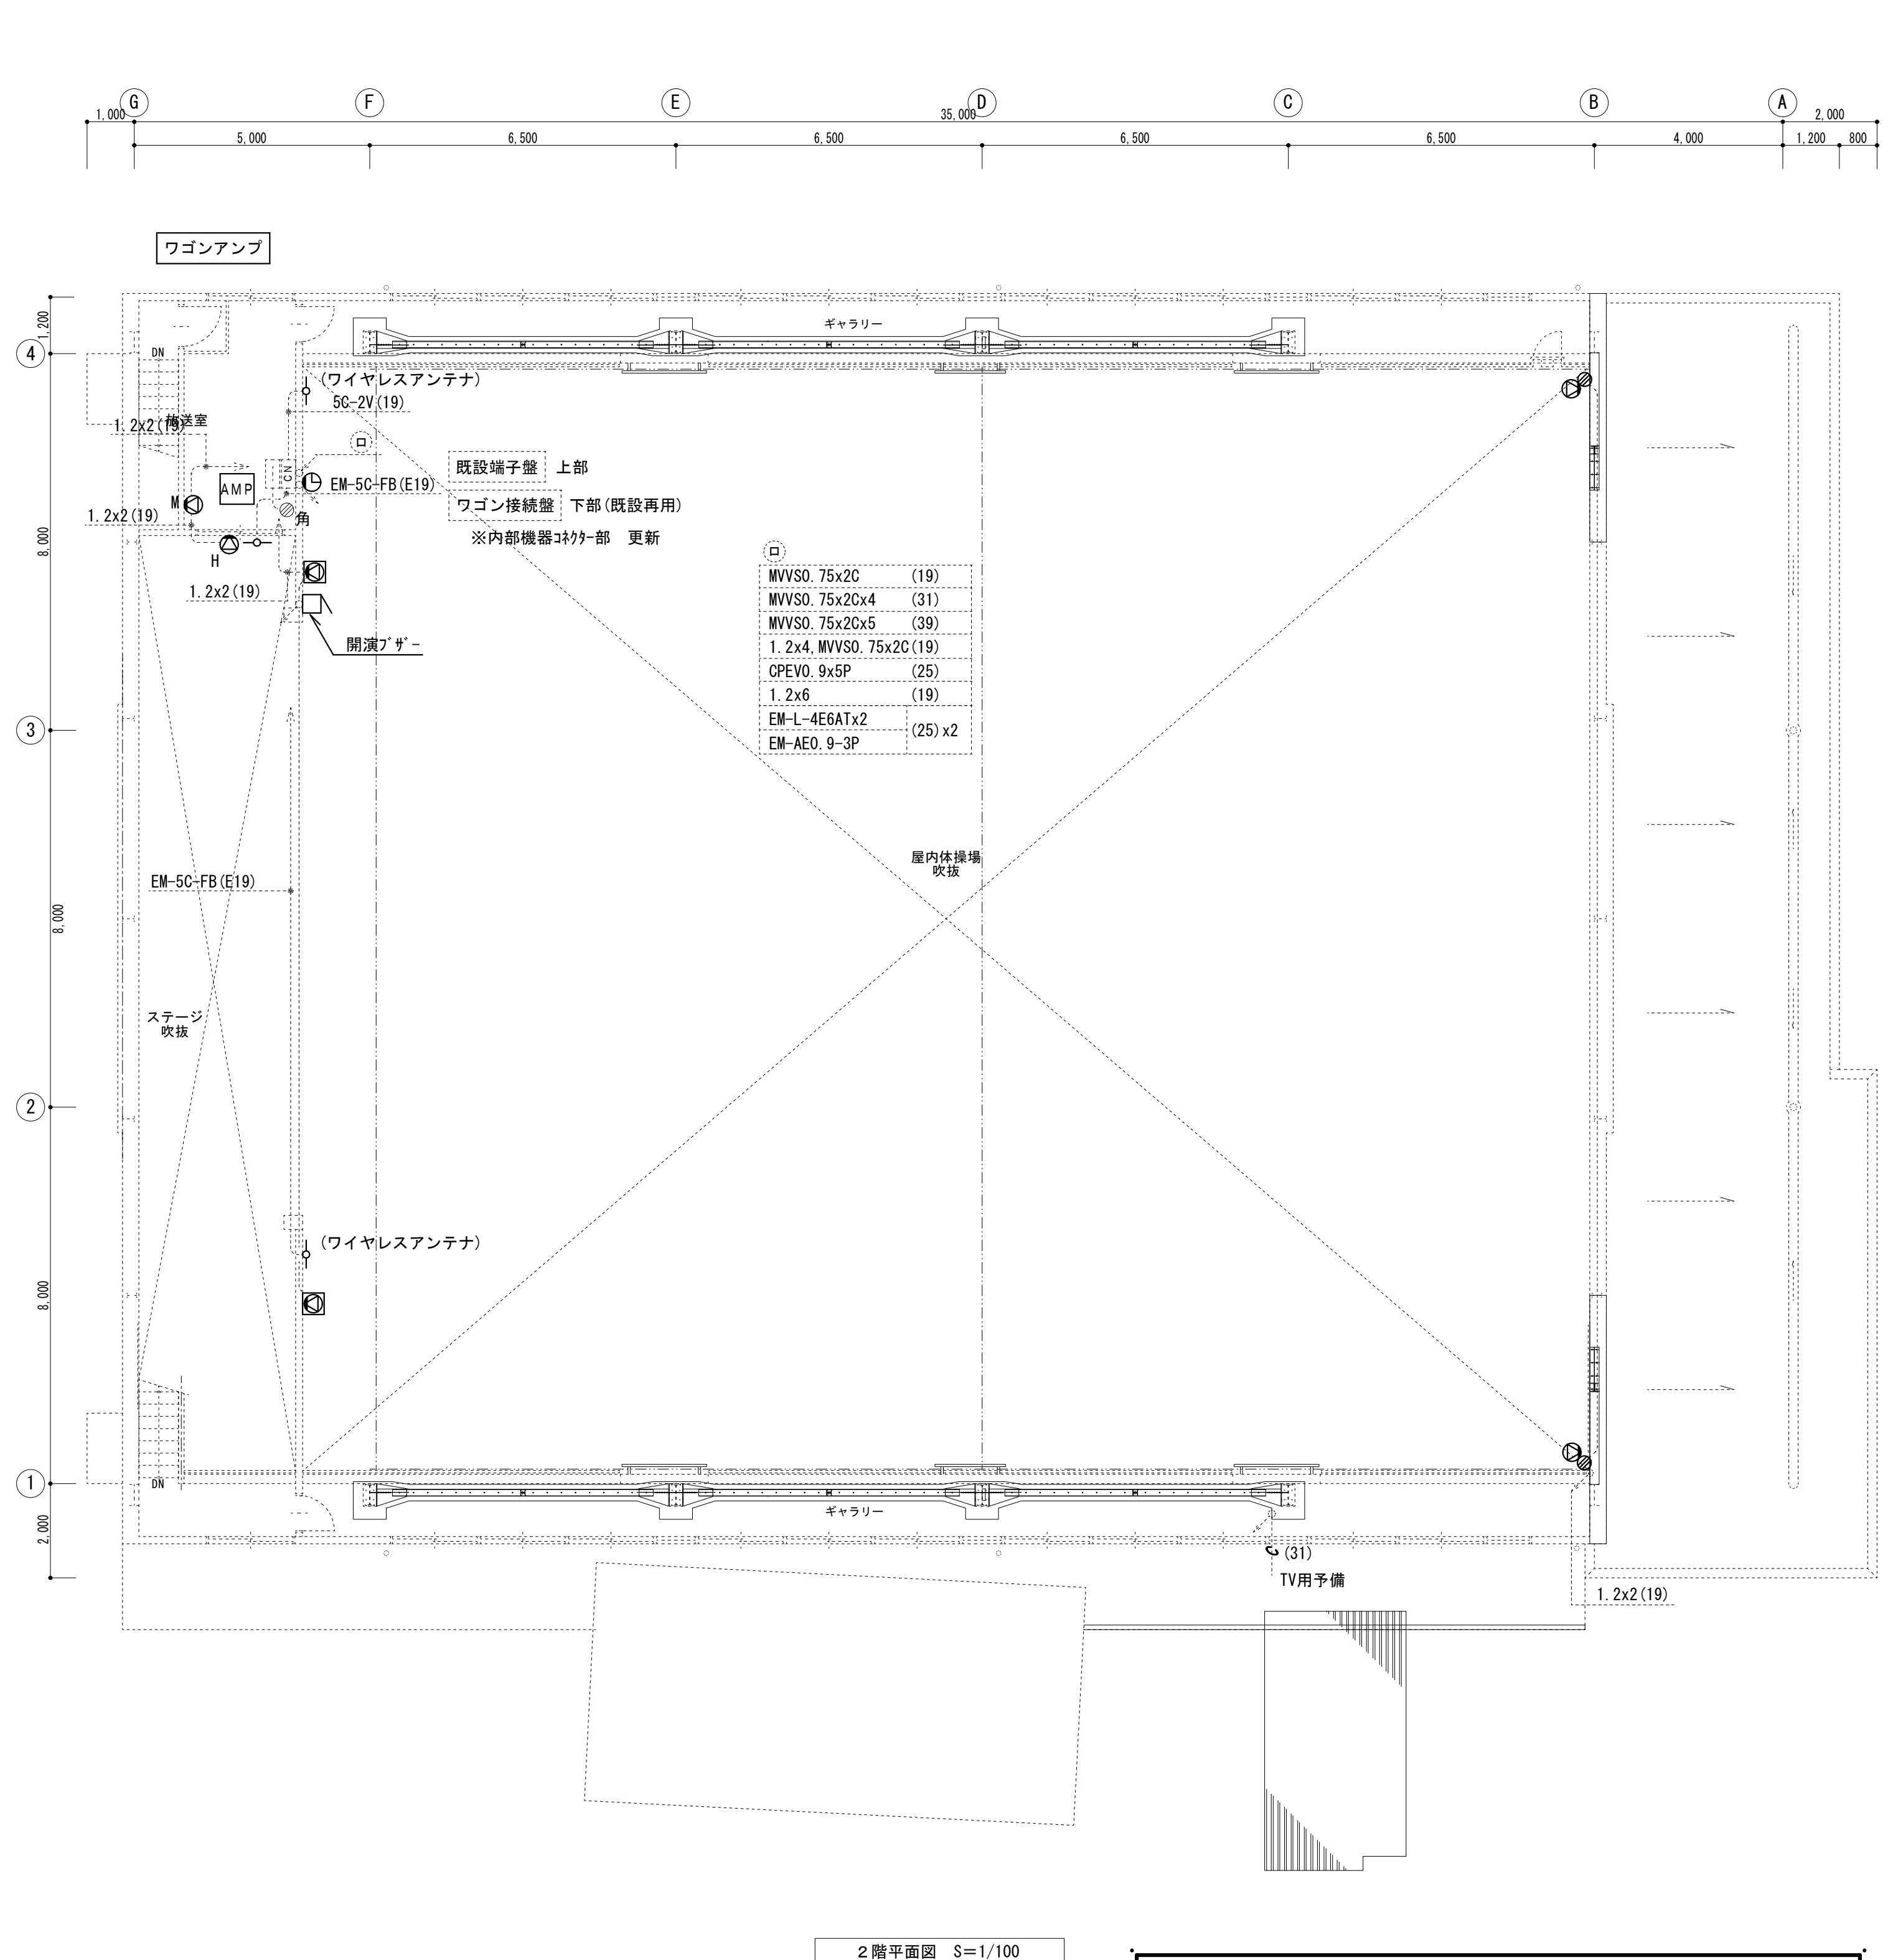 G
F
E
D
C
B
A
1,000
35,000
2,000
5,000
6,500
6,500
6,500
6,500
4,000
1,200
800
ワゴンアンプ
1,200
4
ギャラリー
DN
(ワイヤレスアンテナ)
5C-2V(19)
放送室
1.2x2(19)
ロ
CN
既設端子盤 上部
AMP
EM-5C-FB(E19)
M
ワゴン接続盤 下部(既設再用)
角
1.2x2(19)
※内部機器ｺﾈｸﾀｰ部 更新
8,000
H
ロ
MVVS0.75x2C (19)
1.2x2(19)
MVVS0.75x2Cx4 (31)
MVVS0.75x2Cx5 (39)
開演ﾌﾞｻﾞｰ
1.2x4,MVVS0.75x2C(19)
CPEV0.9x5P (25)
1.2x6 (19)
EM-L-4E6ATx2
(25)x2
EM-AE0.9-3P
3
屋内体操場
吹抜
EM-5C-FB(E19)
8,000
ステージ
吹抜
2
(ワイヤレスアンテナ)
8,000
1
DN
ギャラリー
2,000
(31)
TV用予備
1.2x2(19)
２階平面図 S=1/100